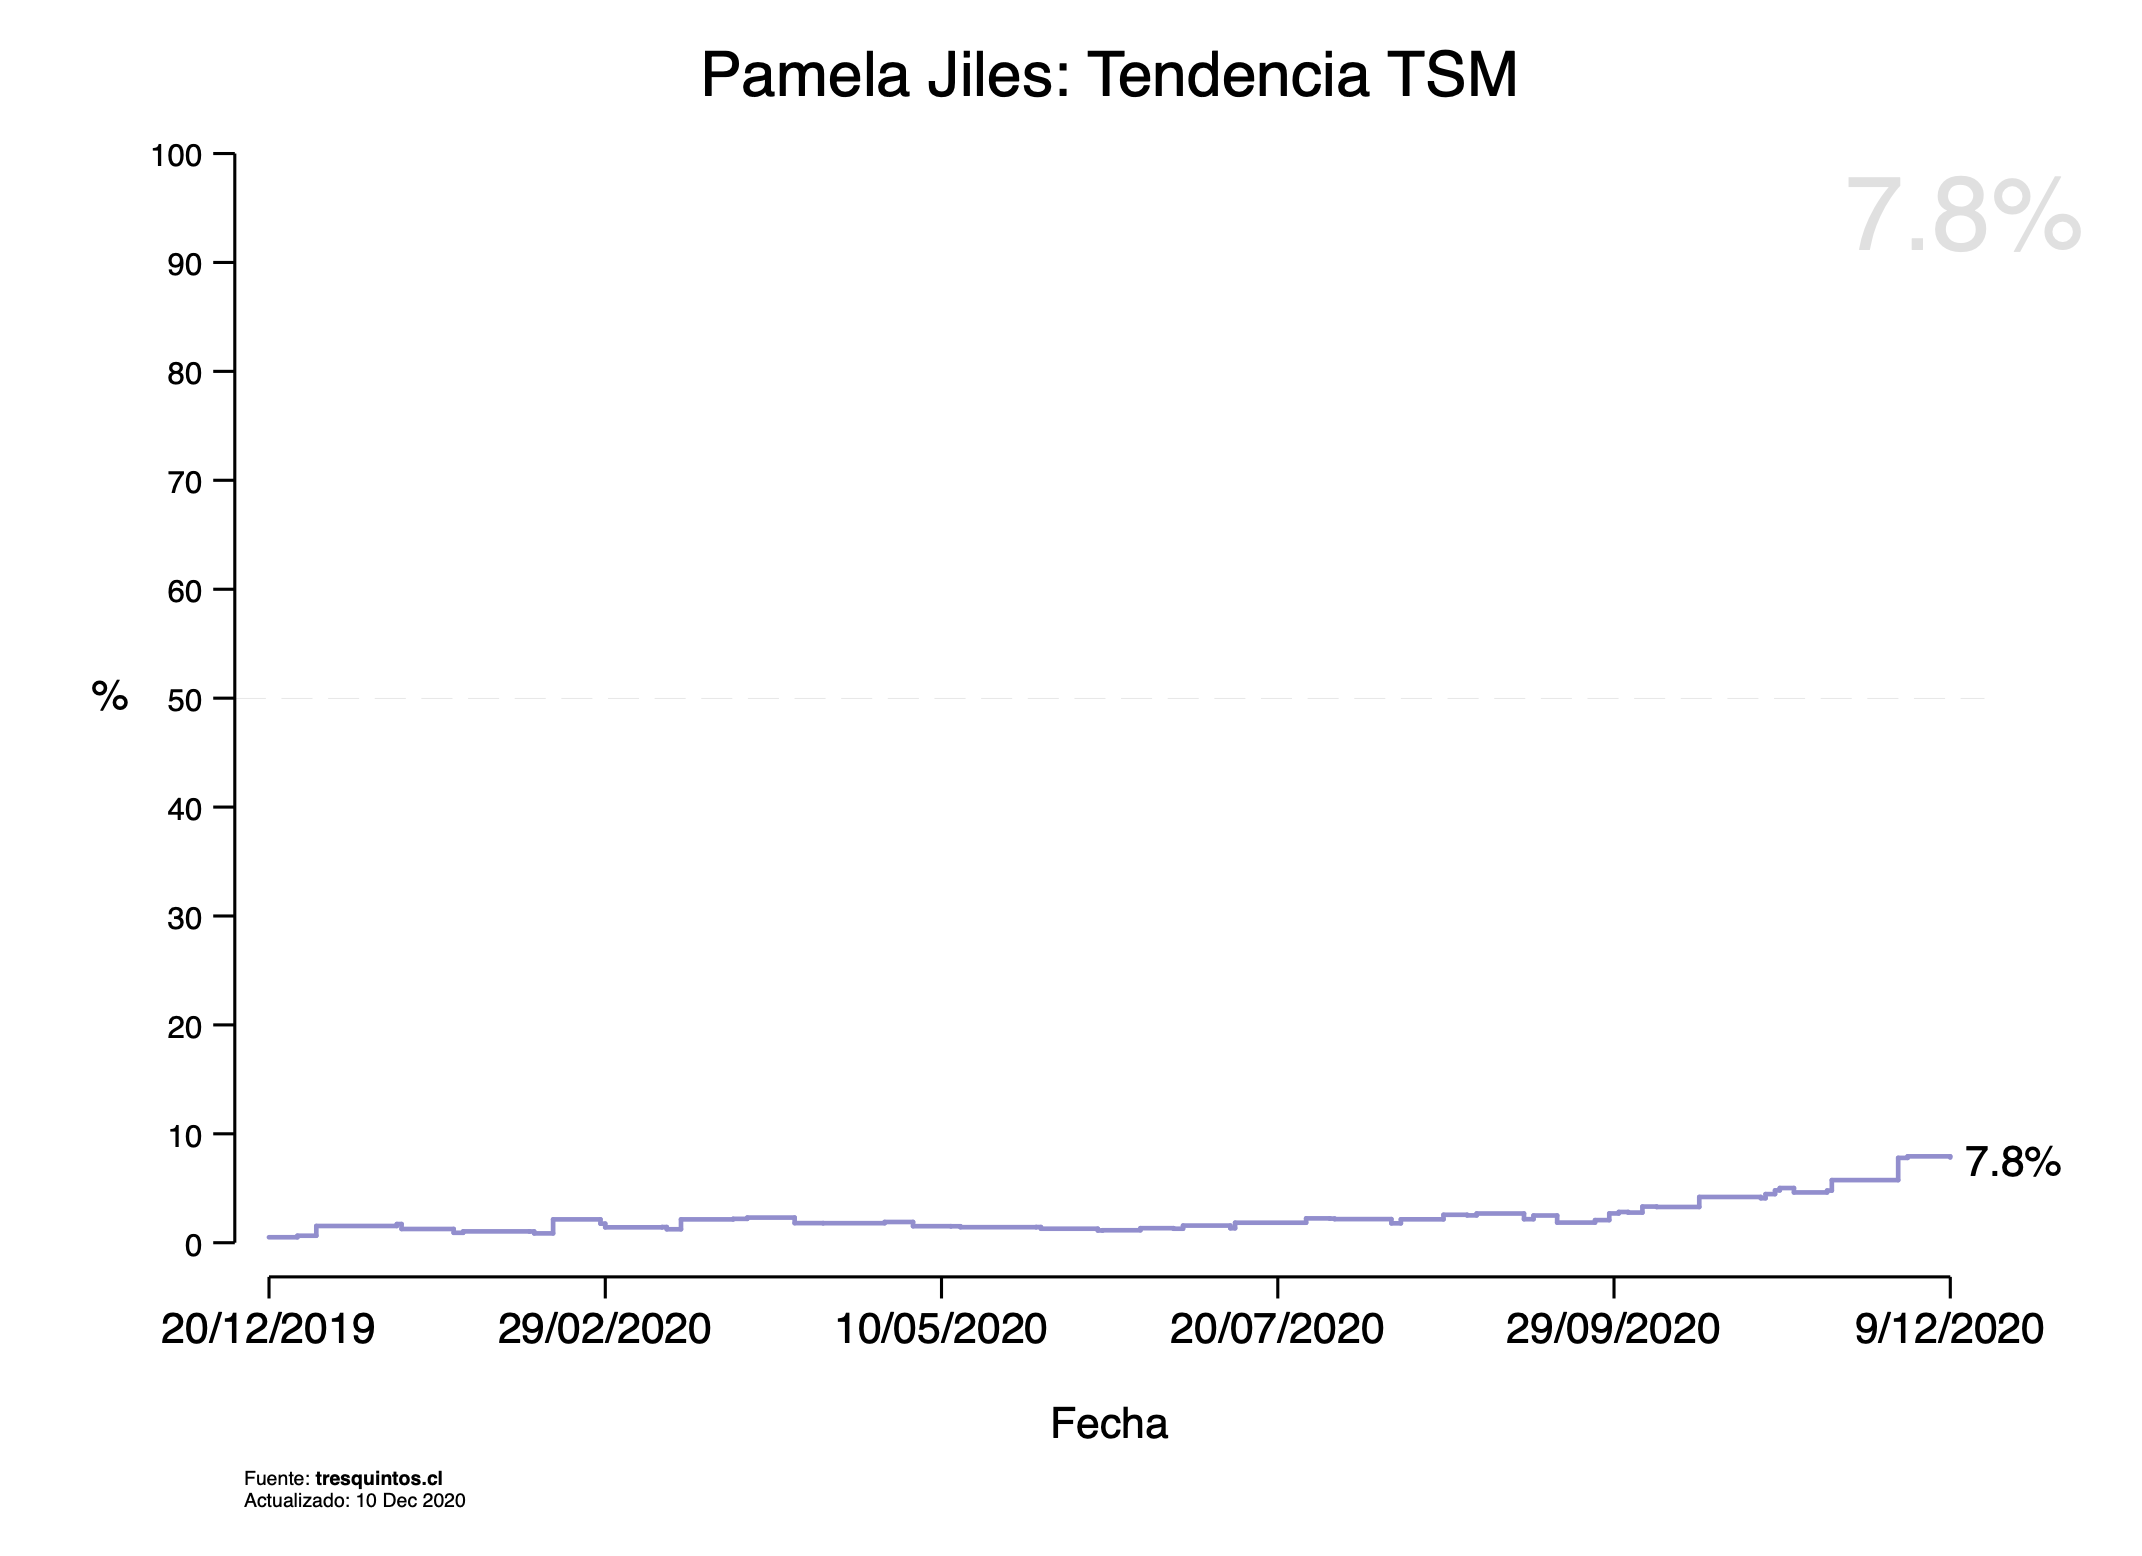 Pamela Jiles: Tendencia TSM
7.8%
100
90
80
70
60
50
40
30
20
10
0
%
7.8%
20/12/2019 29/02/2020 10/05/2020 20/07/2020 29/09/2020 9/12/2020
Fecha
Fuente: tresquintos.cl
Actualizado: 10 Dec 2020